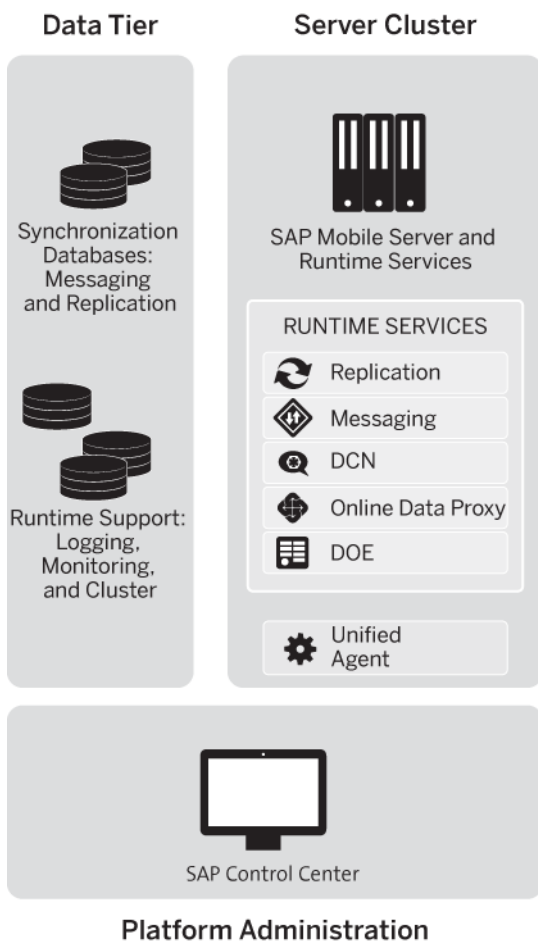 Data Tier
Server Cluster
Synchronization
Databases:
Messaging
and Replication
Runtime Support:
Logging,
Monitoring,
and Cluster
SAP Mobile Server and
Runtime Services
RUNTIME SERVICES
Replication
Messaging
DCN
Online Data Proxy
DOE
Unified
Agent
SAP Control Center
Platform Administration